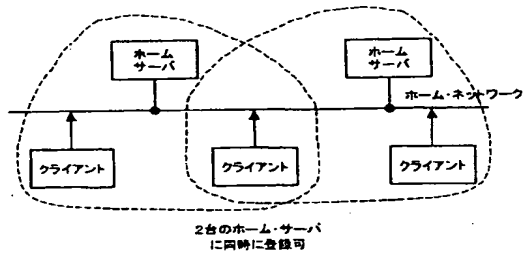 ホーム
サーバ
ホーム
サーバ
ホーム・ネットワーク
クライアント
クライアント
クライアント
2台のホーム・サーバ
に同時に登録可